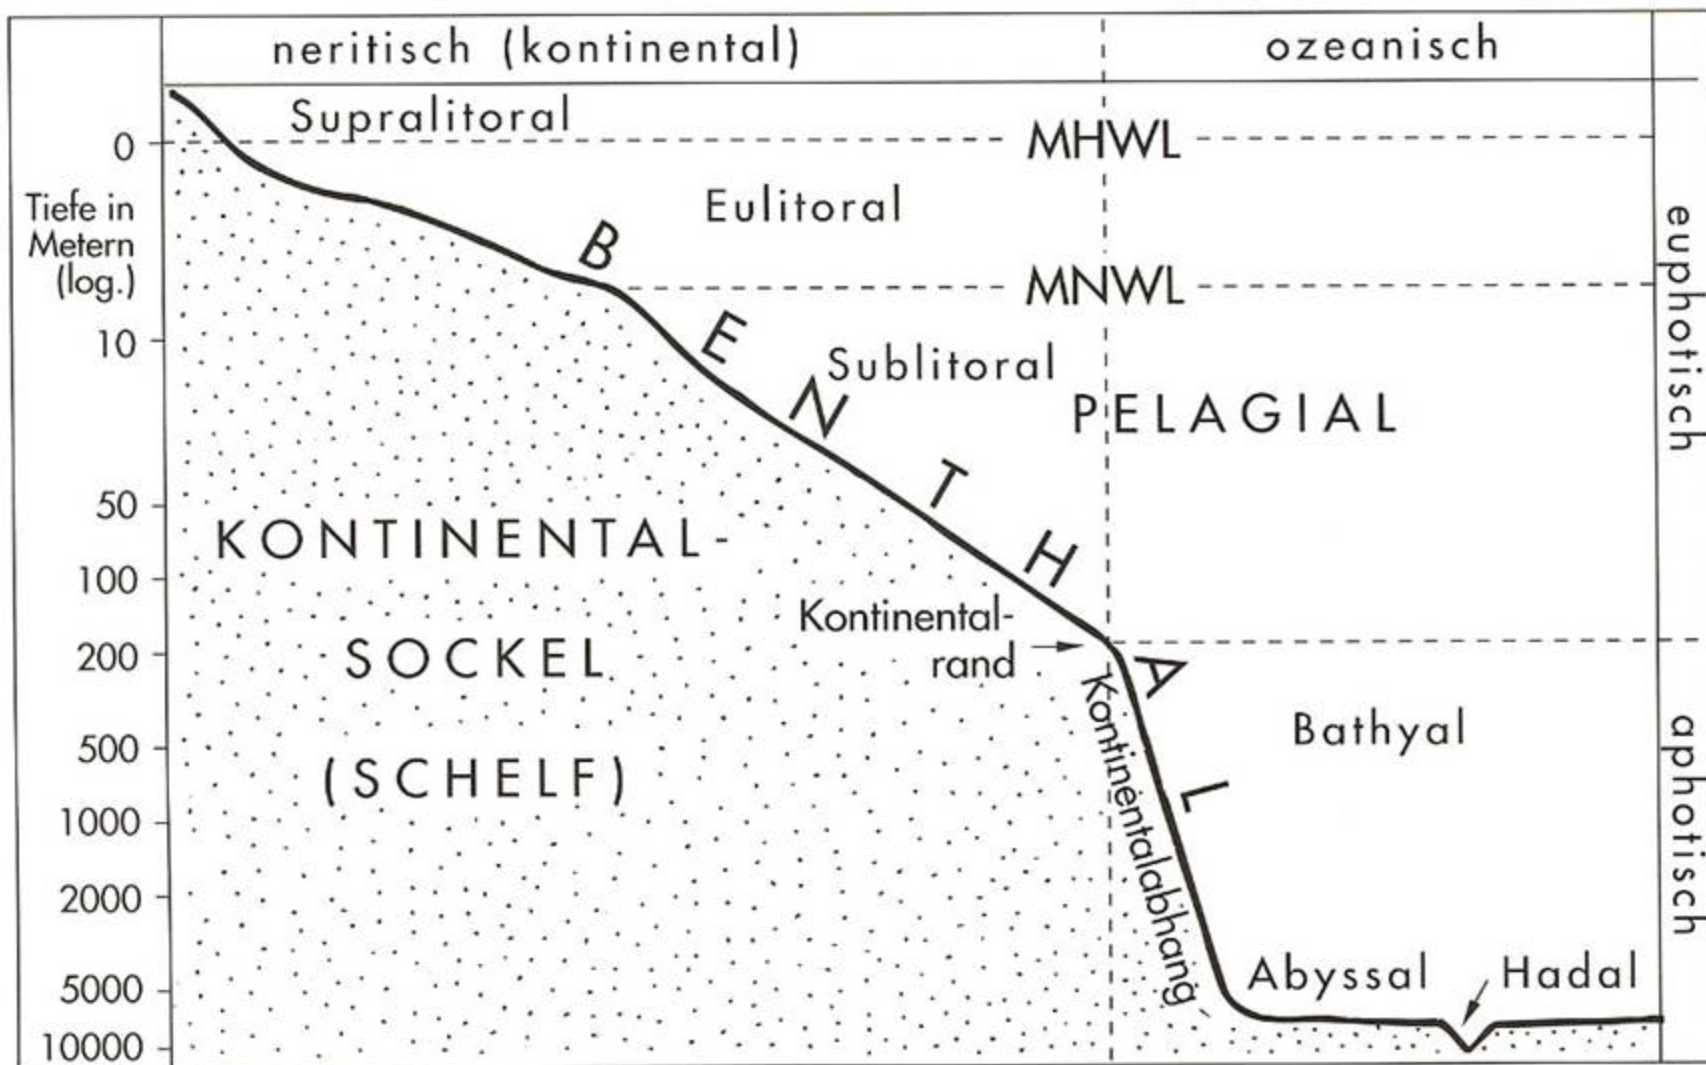 neritisch (kontinental)
ozeanisch
Supralitoral
0
MHWL
Tiefe in
Metern
(log.)
Eulitoral
euphotisch
MNWL
10
Sublitoral
PELAGIAL
BENTHAL
50
KONTINENTAL-
100
Kontinental-
rand
200
SOCKEL
Kontinentalabhang
Bathyal
aphotisch
500
(SCHELF)
1000
2000
5000
Abyssal
Hadal
10000